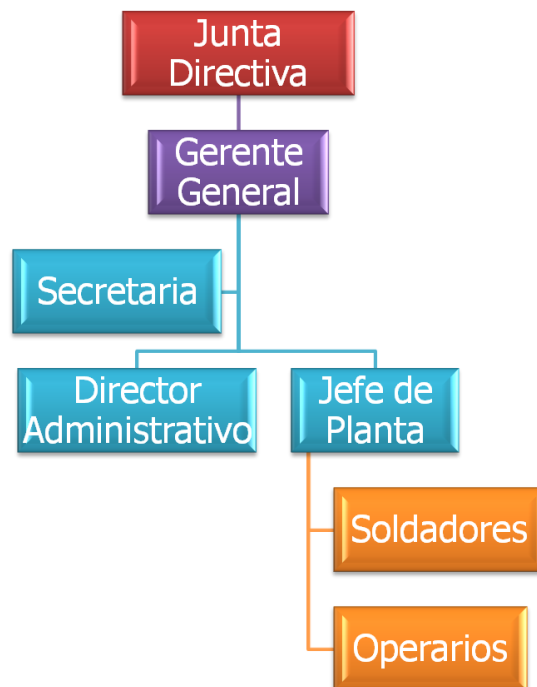 Junta
Directiva
Gerente
General
Secretaria
Director
Administrativo
Jefe de
Planta
Soldadores
Operarios